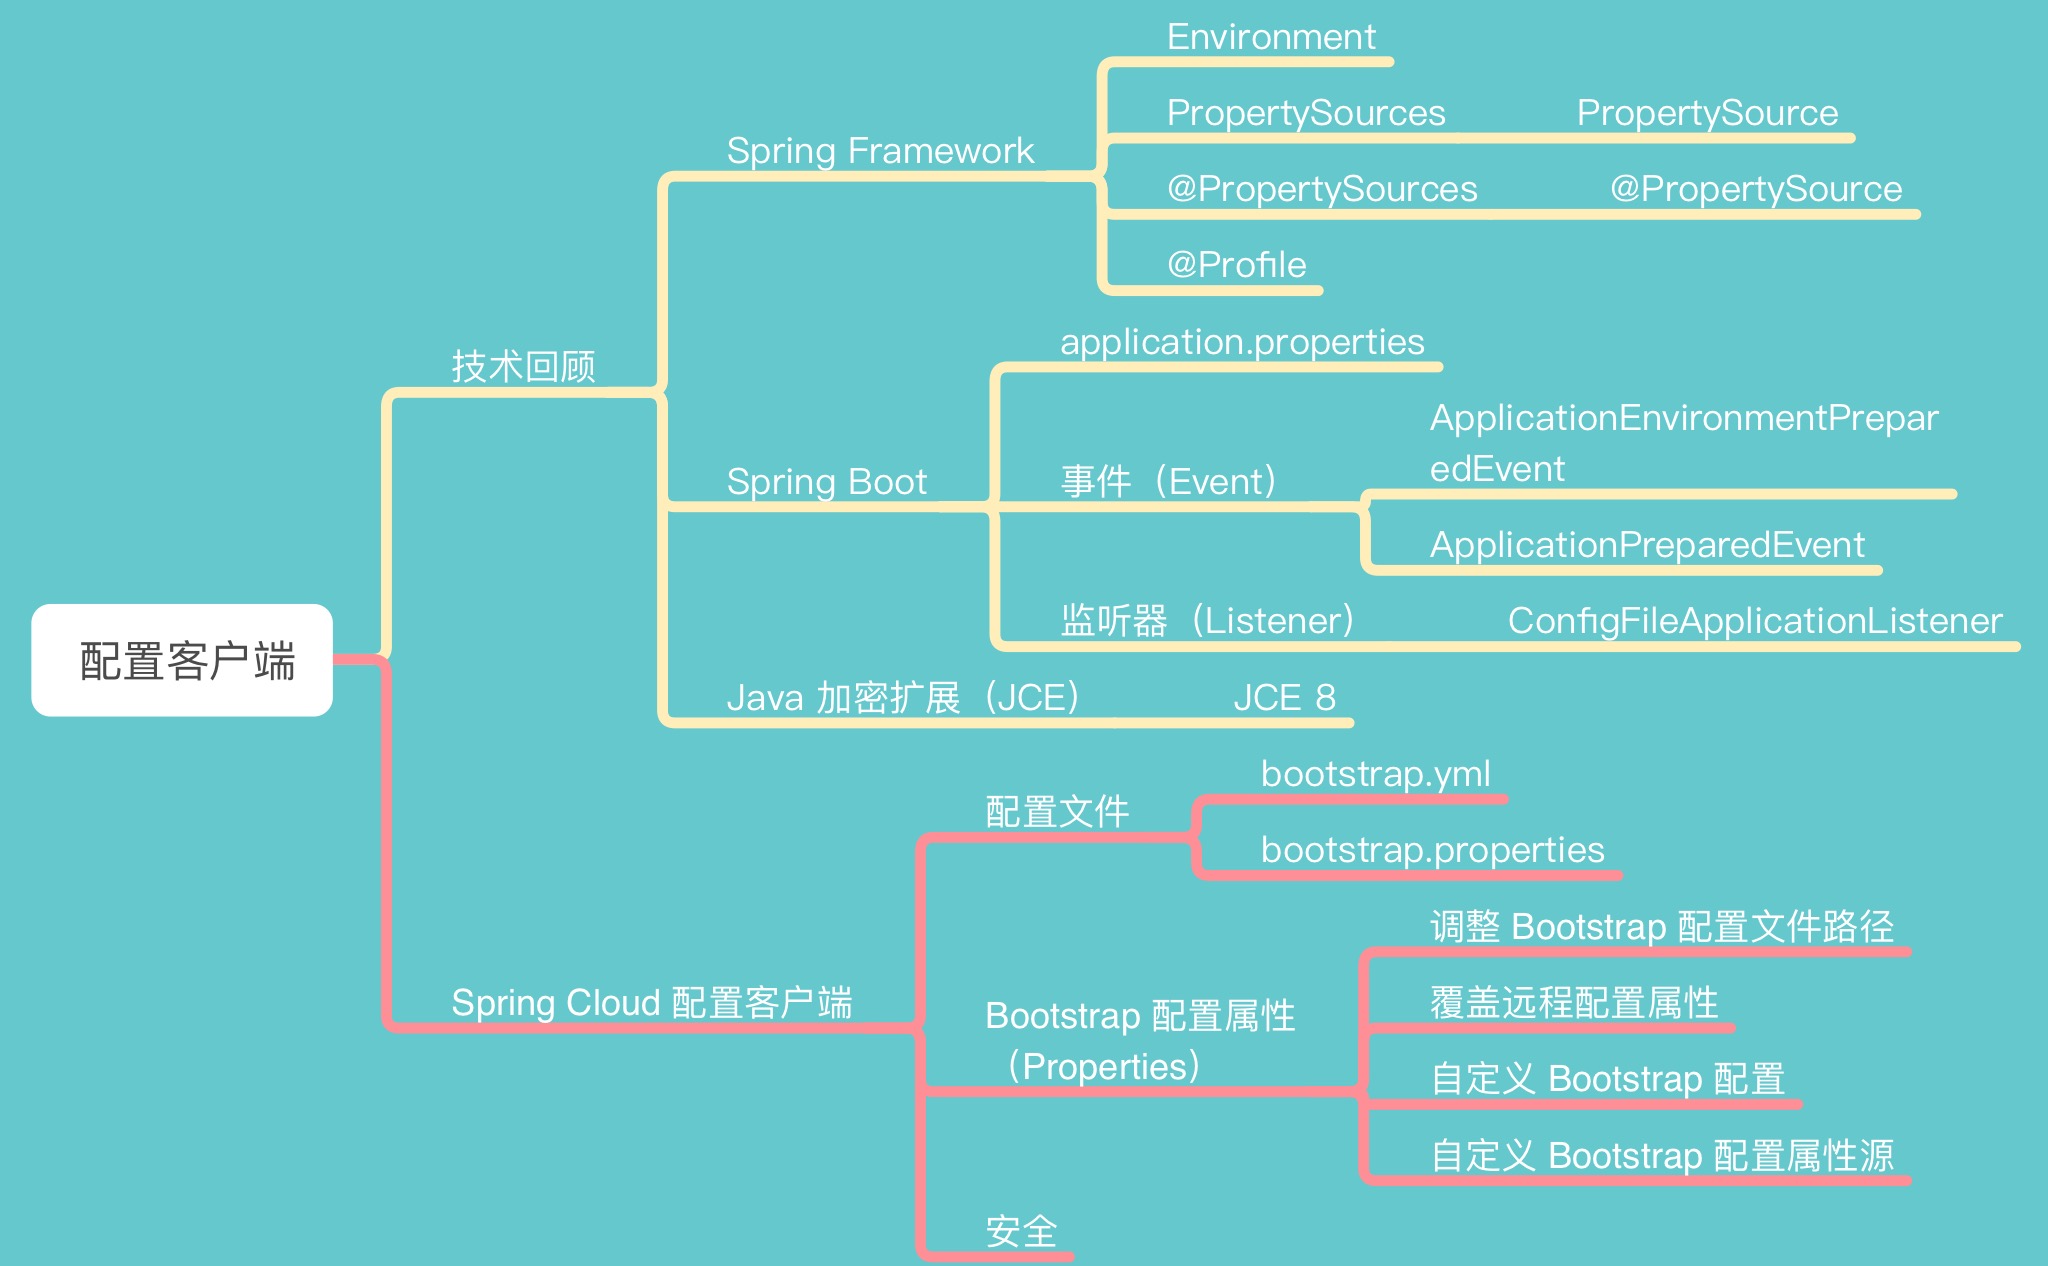 配置客户端
技术回顾
Spring Framework
Environment
PropertySources
PropertySource
@PropertySources
@PropertySource
@Profile
Spring Boot
application.properties
事件（Event）
ApplicationEnvironmentPrepar
edEvent
ApplicationPreparedEvent
监听器（Listener）
ConfigFileApplicationListener
Java 加密扩展（JCE）
JCE 8
Spring Cloud 配置客户端
配置文件
bootstrap.yml
bootstrap.properties
Bootstrap 配置属性
（Properties）
调整 Bootstrap 配置文件路径
覆盖远程配置属性
自定义 Bootstrap 配置
自定义 Bootstrap 配置属性源
安全